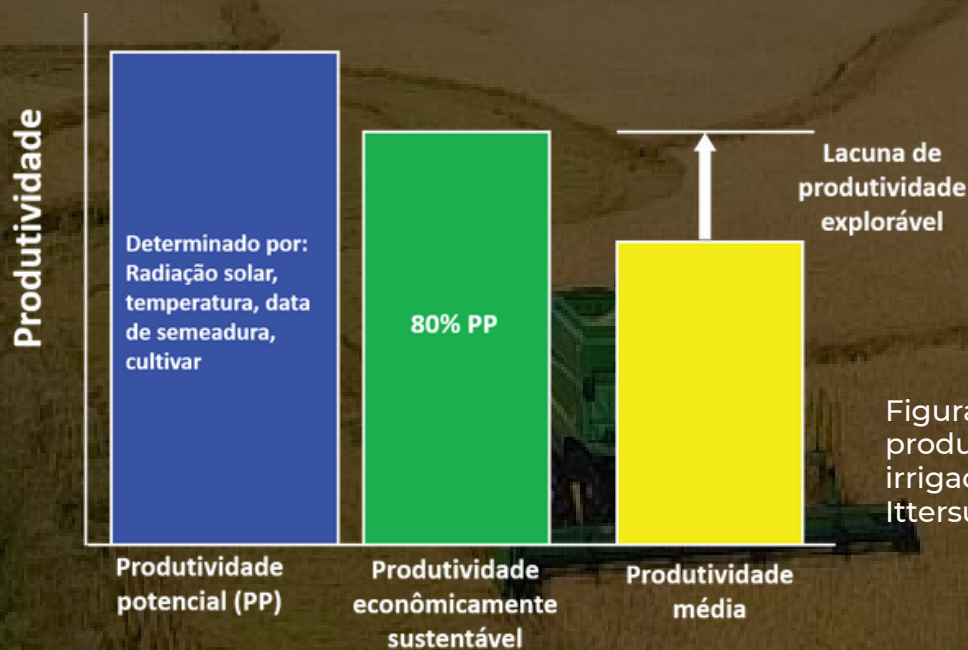 Produtividade
Determinado por:
Radiação solar,
temperatura, data
de semeadura,
cultivar
80% PP
Lacuna de
produtividade
explorável
Produtividade
potencial (PP)
Produtividade
econômicamente
sustentável
Produtividade
média